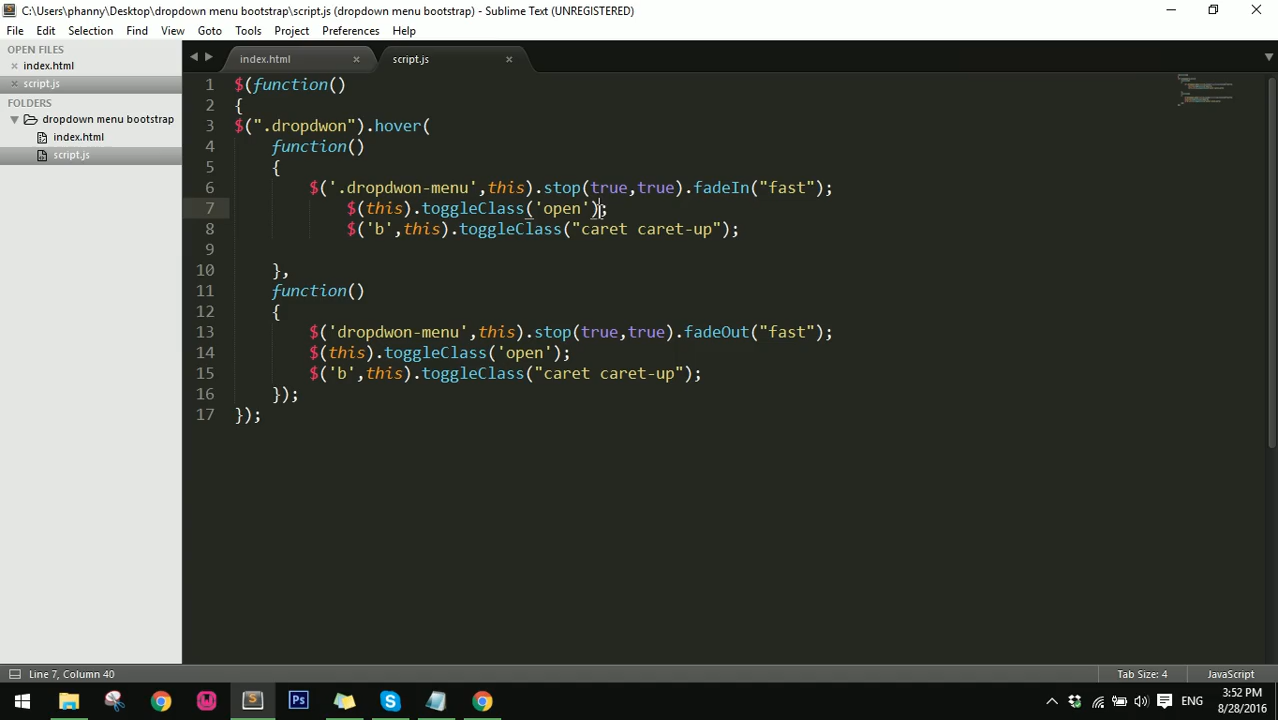 C:\Users\phanny\Desktop\dropdown menu bootstrap\script.js (dropdown menu bootstrap) - Sublime Text (UNREGISTERED)
File Edit Selection Find View Goto Tools Project Preferences Help
OPEN FILES
index.html
script.js
FOLDERS
dropdown menu bootstrap
index.html
script.js
index.html
script.js
1 $(function()
2 {
3 $(".dropdwon").hover(
4 function()
5 {
6 $('.dropdwon-menu',this).stop(true,true).fadeIn("fast");
7 $(this).toggleClass('open');
8 $('b',this).toggleClass("caret caret-up");
9
10 },
11 function()
12 {
13 $('dropdwon-menu',this).stop(true,true).fadeOut("fast");
14 $(this).toggleClass('open');
15 $('b',this).toggleClass("caret caret-up");
16 });
17 });
Line 7, Column 40
Tab Size: 4
JavaScript
Ps
ENG
3:52 PM
8/28/2016